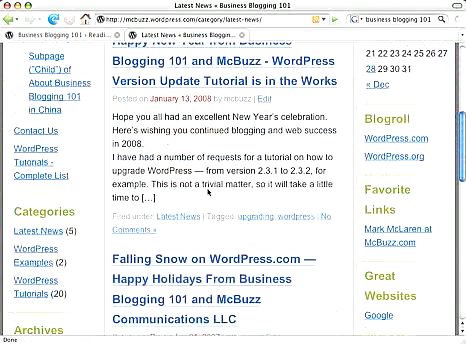 Latest News « Business Blogging 101
http://mcbuzz.wordpress.com/category/latest-news/
business blogging 101
Business Blogging 101 › Readi...
Latest News « Business Bloggin...
Subpage
("Child") of
About Business
Blogging 101
in China
Contact Us
WordPress
Tutorials -
Complete List
Categories
Latest News (5)
WordPress
Examples (2)
WordPress
Tutorials (20)
Archives
Happy New Year from Business
Blogging 101 and McBuzz - WordPress
Version Update Tutorial is in the Works
Posted on January 13, 2008 by mcbuzz | Edit
Hope you all had an excellent New Year's celebration.
Here's wishing you continued blogging and web success
in 2008.
I have had a number of requests for a tutorial on how to
upgrade WordPress — from version 2.3.1 to 2.3.2, for
example. This is not a trivial matter, so it will take a little
time to [...]
Filed under: Latest News | Tagged: upgrading, wordpress | No
Comments »
Falling Snow on WordPress.com —
Happy Holidays From Business
Blogging 101 and McBuzz
Communications LLC
21 22 23 24 25 26 27
28 29 30 31
« Dec
Blogroll
WordPress.com
WordPress.org
Favorite
Links
Mark McLaren at
McBuzz.com
Great
Websites
Google
Done